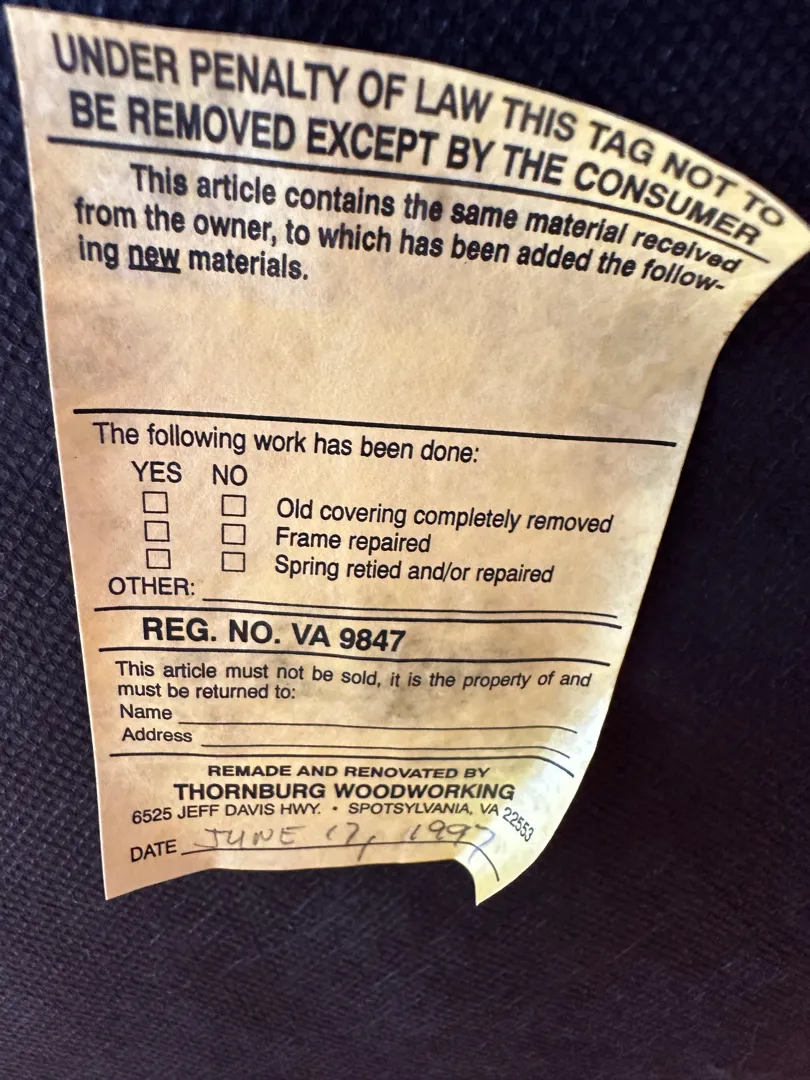 UNDER PENALTY OF LAW THIS TAG NOT TO
BE REMOVED EXCEPT BY THE CONSUMER
This article contains the same material received
from the owner, to which has been added the follow-
ing new materials.
The following work has been done:
YES NO
Old covering completely removed
Frame repaired
Spring retied and/or repaired
OTHER:
REG. NO. VA 9847
This article must not be sold, it is the property of and
must be returned to:
Name
Address
REMADE AND RENOVATED BY
THORNBURG WOODWORKING
6525 JEFF DAVIS HWY. • SPOTSYLVANIA, VA 22553
DATE JUNE 17, 1997